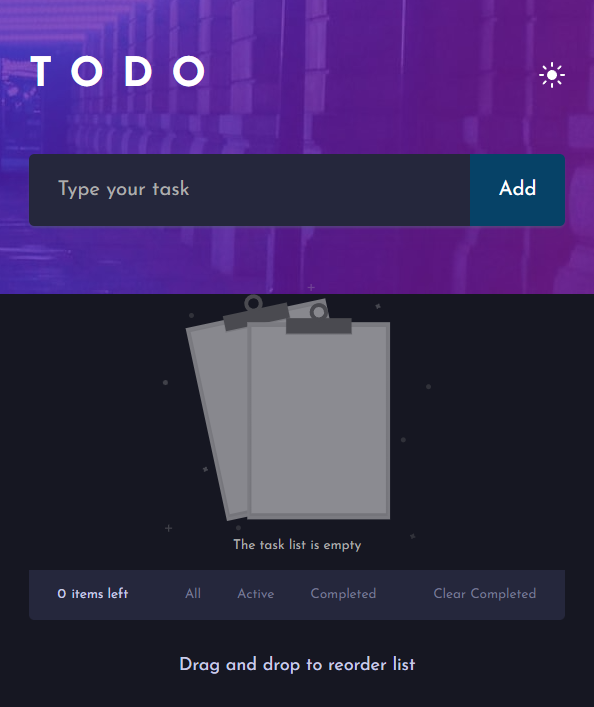 TODO
Type your task
Add
The task list is empty
0 items left
All
Active
Completed
Clear Completed
Drag and drop to reorder list